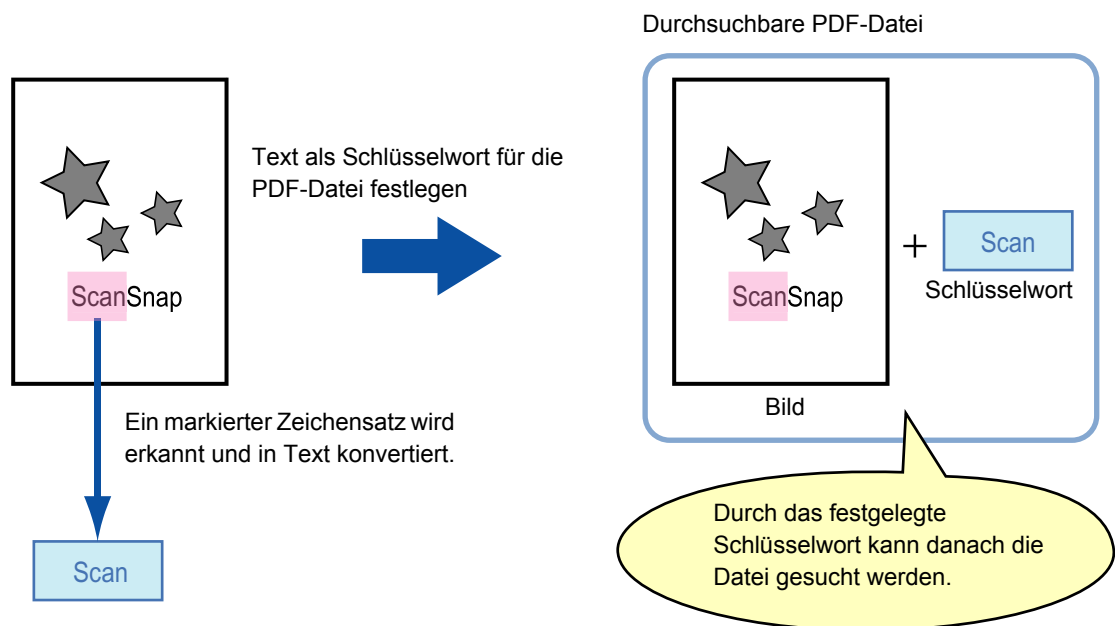 Durchsuchbare PDF-Datei
Text als Schlüsselwort für die
PDF-Datei festlegen
ScanSnap
Ein markierter Zeichensatz wird
erkannt und in Text konvertiert.
Scan
ScanSnap
Bild
+
Scan
Schlüsselwort
Durch das festgelegte
Schlüsselwort kann danach die
Datei gesucht werden.